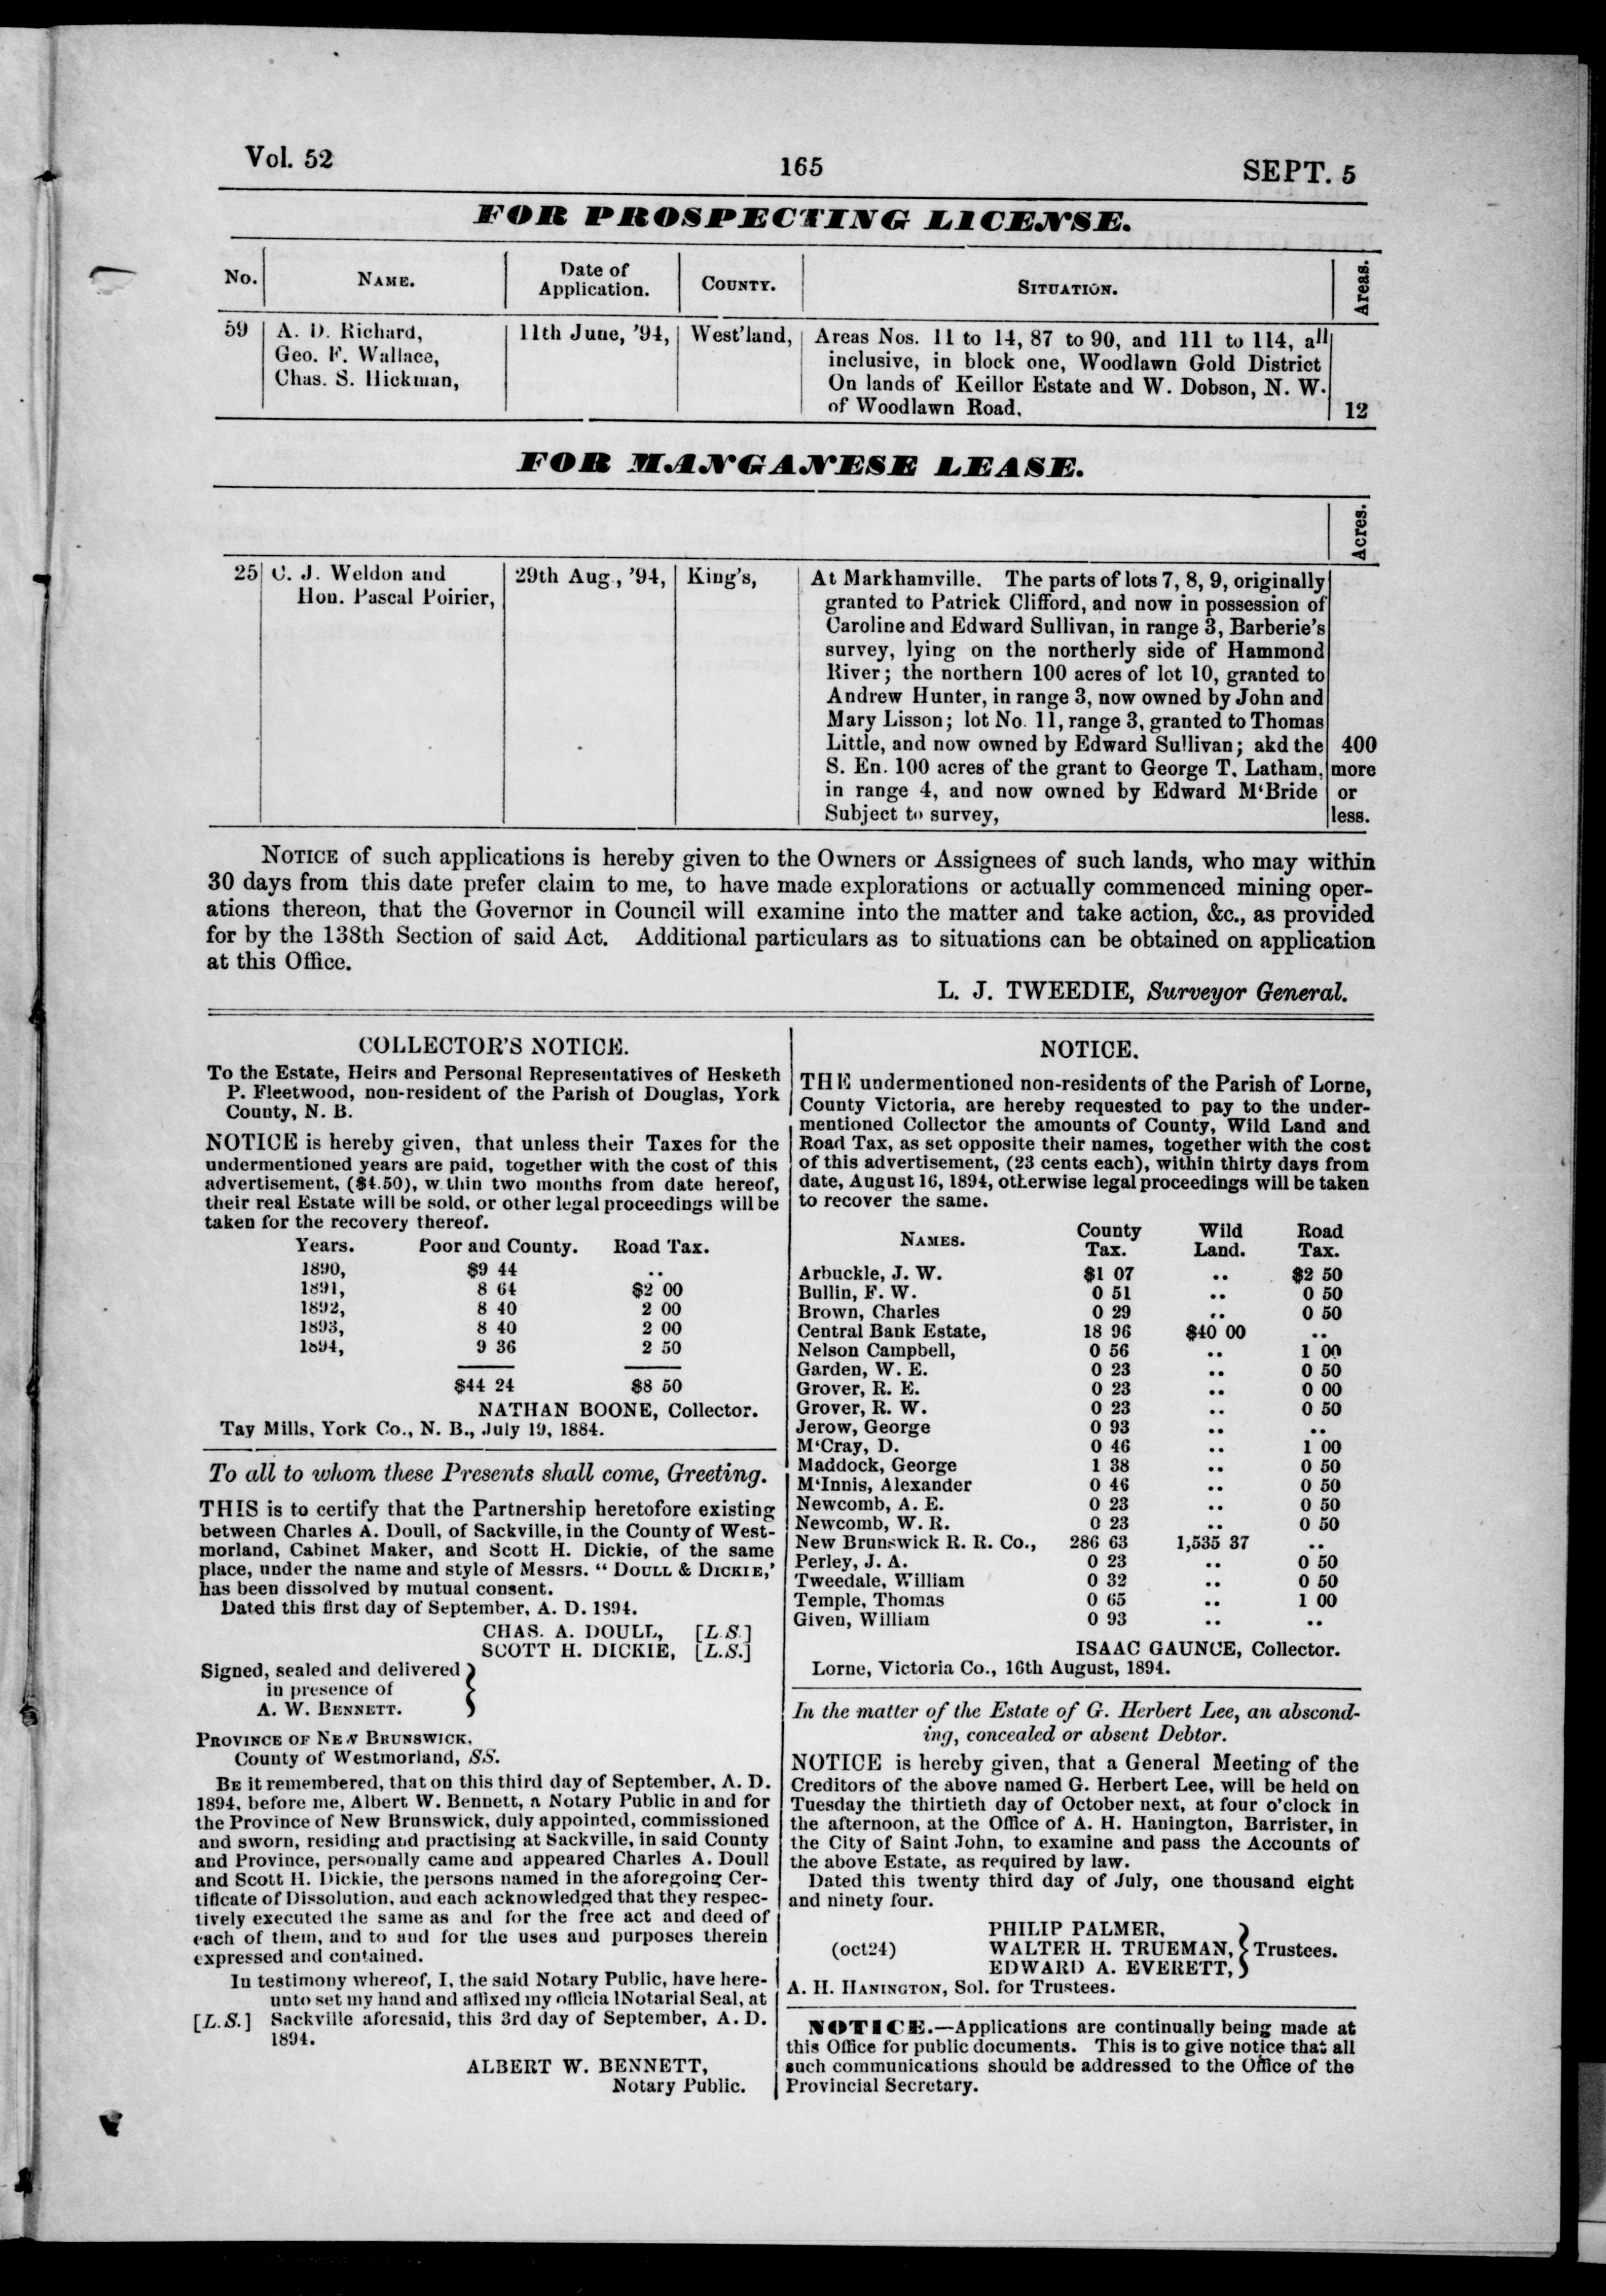 Vol. 52
165
SEPT. 5
FOR PROSPECTING LICENSE.
No.
NAME.
Date of
Application.
COUNTY.
SITUATION.
Areas.
59
A. D. Richard,
Geo. F. Wallace,
Chas. S. Hickman,
11th June, '94,
West'land,
Areas Nos. 11 to 14, 87 to 90, and 111 to 114, all
inclusive, in block one, Woodlawn Gold District
On lands of Keillor Estate and W. Dobson, N. W.
of Woodlawn Road.
12
FOR MANGANESE LEASE.
Acres.
25
C. J. Weldon and
Hon. Pascal Poirier,
29th Aug., '94,
King's,
At Markhamville. The parts of lots 7, 8, 9, originally
granted to Patrick Clifford, and now in possession of
Caroline and Edward Sullivan, in range 3, Barberie's
survey, lying on the northerly side of Hammond
River; the northern 100 acres of lot 10, granted to
Andrew Hunter, in range 3, now owned by John and
Mary Lisson; lot No. 11, range 3, granted to Thomas
Little, and now owned by Edward Sullivan; akd the
S. En. 100 acres of the grant to George T. Latham,
in range 4, and now owned by Edward M'Bride
Subject to survey,
400
more
or
less.
NOTICE of such applications is hereby given to the Owners or Assignees of such lands, who may within
30 days from this date prefer claim to me, to have made explorations or actually commenced mining oper-
ations thereon, that the Governor in Council will examine into the matter and take action, &c., as provided
for by the 138th Section of said Act. Additional particulars as to situations can be obtained on application
at this Office.
L. J. TWEEDIE, Surveyor General.
COLLECTOR'S NOTICE.
To the Estate, Heirs and Personal Representatives of Hesketh
P. Fleetwood, non-resident of the Parish of Douglas, York
County, N. B.
NOTICE is hereby given, that unless their Taxes for the
undermentioned years are paid, together with the cost of this
advertisement, ($4.50), w thin two months from date hereof,
their real Estate will be sold, or other legal proceedings will be
taken for the recovery thereof.
Years. Poor and County. Road Tax.
1890, $9 44 ..
1891, 8 64 $2 00
1892, 8 40 2 00
1893, 8 40 2 00
1894, 9 36 2 50
$44 24 $8 50
NATHAN BOONE, Collector.
Tay Mills, York Co., N. B., July 19, 1884.
To all to whom these Presents shall come, Greeting.
THIS is to certify that the Partnership heretofore existing
between Charles A. Doull, of Sackville, in the County of West-
morland, Cabinet Maker, and Scott H. Dickie, of the same
place, under the name and style of Messrs. " DOULL & DICKIE,'
has been dissolved by mutual consent.
Dated this first day of September, A. D. 1894.
CHAS. A. DOULL, [L.S.]
SCOTT H. DICKIE, [L.S.]
Signed, sealed and delivered
in presence of
A. W. BENNETT.
PROVINCE OF NEW BRUNSWICK,
County of Westmorland, SS.
BE it remembered, that on this third day of September, A. D.
1894, before me, Albert W. Bennett, a Notary Public in and for
the Province of New Brunswick, duly appointed, commissioned
and sworn, residing and practising at Sackville, in said County
and Province, personally came and appeared Charles A. Doull
and Scott H. Dickie, the persons named in the aforegoing Cer-
tificate of Dissolution, and each acknowledged that they respec-
tively executed the same as and for the free act and deed of
each of them, and to and for the uses and purposes therein
expressed and contained.
In testimony whereof, I, the said Notary Public, have here-
unto set my hand and affixed my officia lNotarial Seal, at
[L.S.] Sackville aforesaid, this 3rd day of September, A. D.
1894.
ALBERT W. BENNETT,
Notary Public.
NOTICE.
THE undermentioned non-residents of the Parish of Lorne,
County Victoria, are hereby requested to pay to the under-
mentioned Collector the amounts of County, Wild Land and
Road Tax, as set opposite their names, together with the cost
of this advertisement, (23 cents each), within thirty days from
date, August 16, 1894, otherwise legal proceedings will be taken
to recover the same.
NAMES. County Tax. Wild Land. Road Tax.
Arbuckle, J. W. $1 07 .. $2 50
Bullin, F. W. 0 51 .. 0 50
Brown, Charles 0 29 .. 0 50
Central Bank Estate, 18 96 $40 00 ..
Nelson Campbell, 0 56 .. 1 00
Garden, W. E. 0 23 .. 0 50
Grover, R. E. 0 23 .. 0 00
Grover, R. W. 0 23 .. 0 50
Jerow, George 0 93 .. ..
M'Cray, D. 0 46 .. 1 00
Maddock, George 1 38 .. 0 50
M'Innis, Alexander 0 46 .. 0 50
Newcomb, A. E. 0 23 .. 0 50
Newcomb, W. R. 0 23 .. 0 50
New Brunswick R. R. Co., 286 63 1,535 37 ..
Perley, J. A. 0 23 .. 0 50
Tweedale, William 0 32 .. 0 50
Temple, Thomas 0 65 .. 1 00
Given, William 0 93 .. ..
ISAAC GAUNCE, Collector.
Lorne, Victoria Co., 16th August, 1894.
In the matter of the Estate of G. Herbert Lee, an abscond-
ing, concealed or absent Debtor.
NOTICE is hereby given, that a General Meeting of the
Creditors of the above named G. Herbert Lee, will be held on
Tuesday the thirtieth day of October next, at four o'clock in
the afternoon, at the Office of A. H. Hanington, Barrister, in
the City of Saint John, to examine and pass the Accounts of
the above Estate, as required by law.
Dated this twenty third day of July, one thousand eight
and ninety four.
PHILIP PALMER,
(oct24) WALTER H. TRUEMAN, Trustees.
EDWARD A. EVERETT,
A. H. HANINGTON, Sol. for Trustees.
NOTICE.—Applications are continually being made at
this Office for public documents. This is to give notice that all
such communications should be addressed to the Office of the
Provincial Secretary.